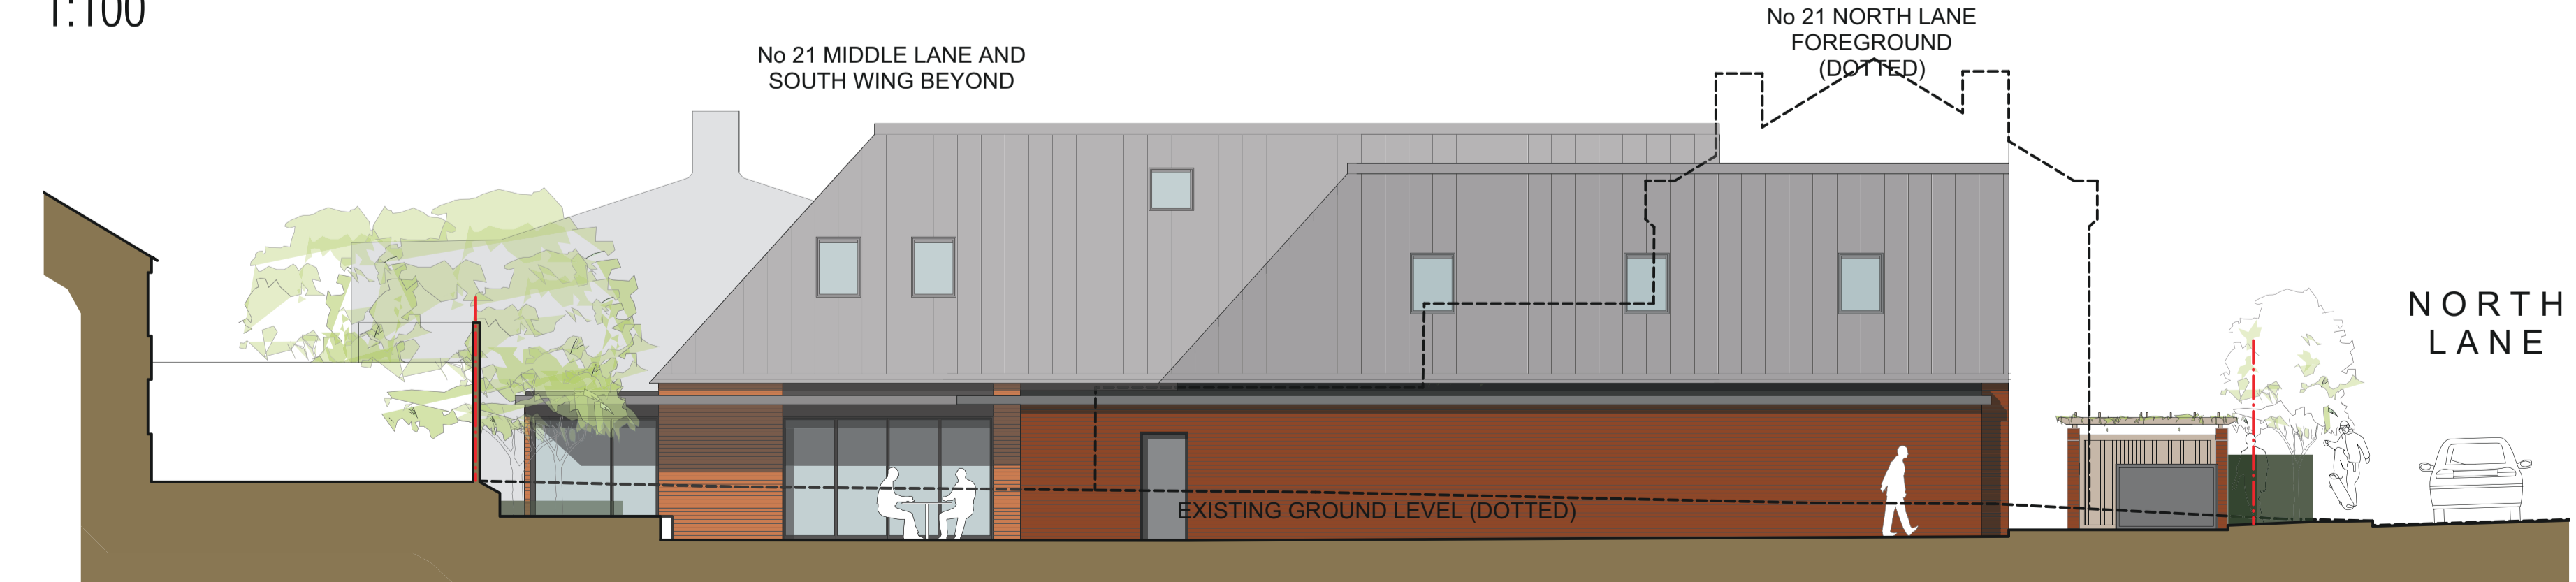 1:100
No 21 MIDDLE LANE AND
SOUTH WING BEYOND
No 21 NORTH LANE
FOREGROUND
(DOTTED)
NORTH
LANE
EXISTING GROUND LEVEL (DOTTED)